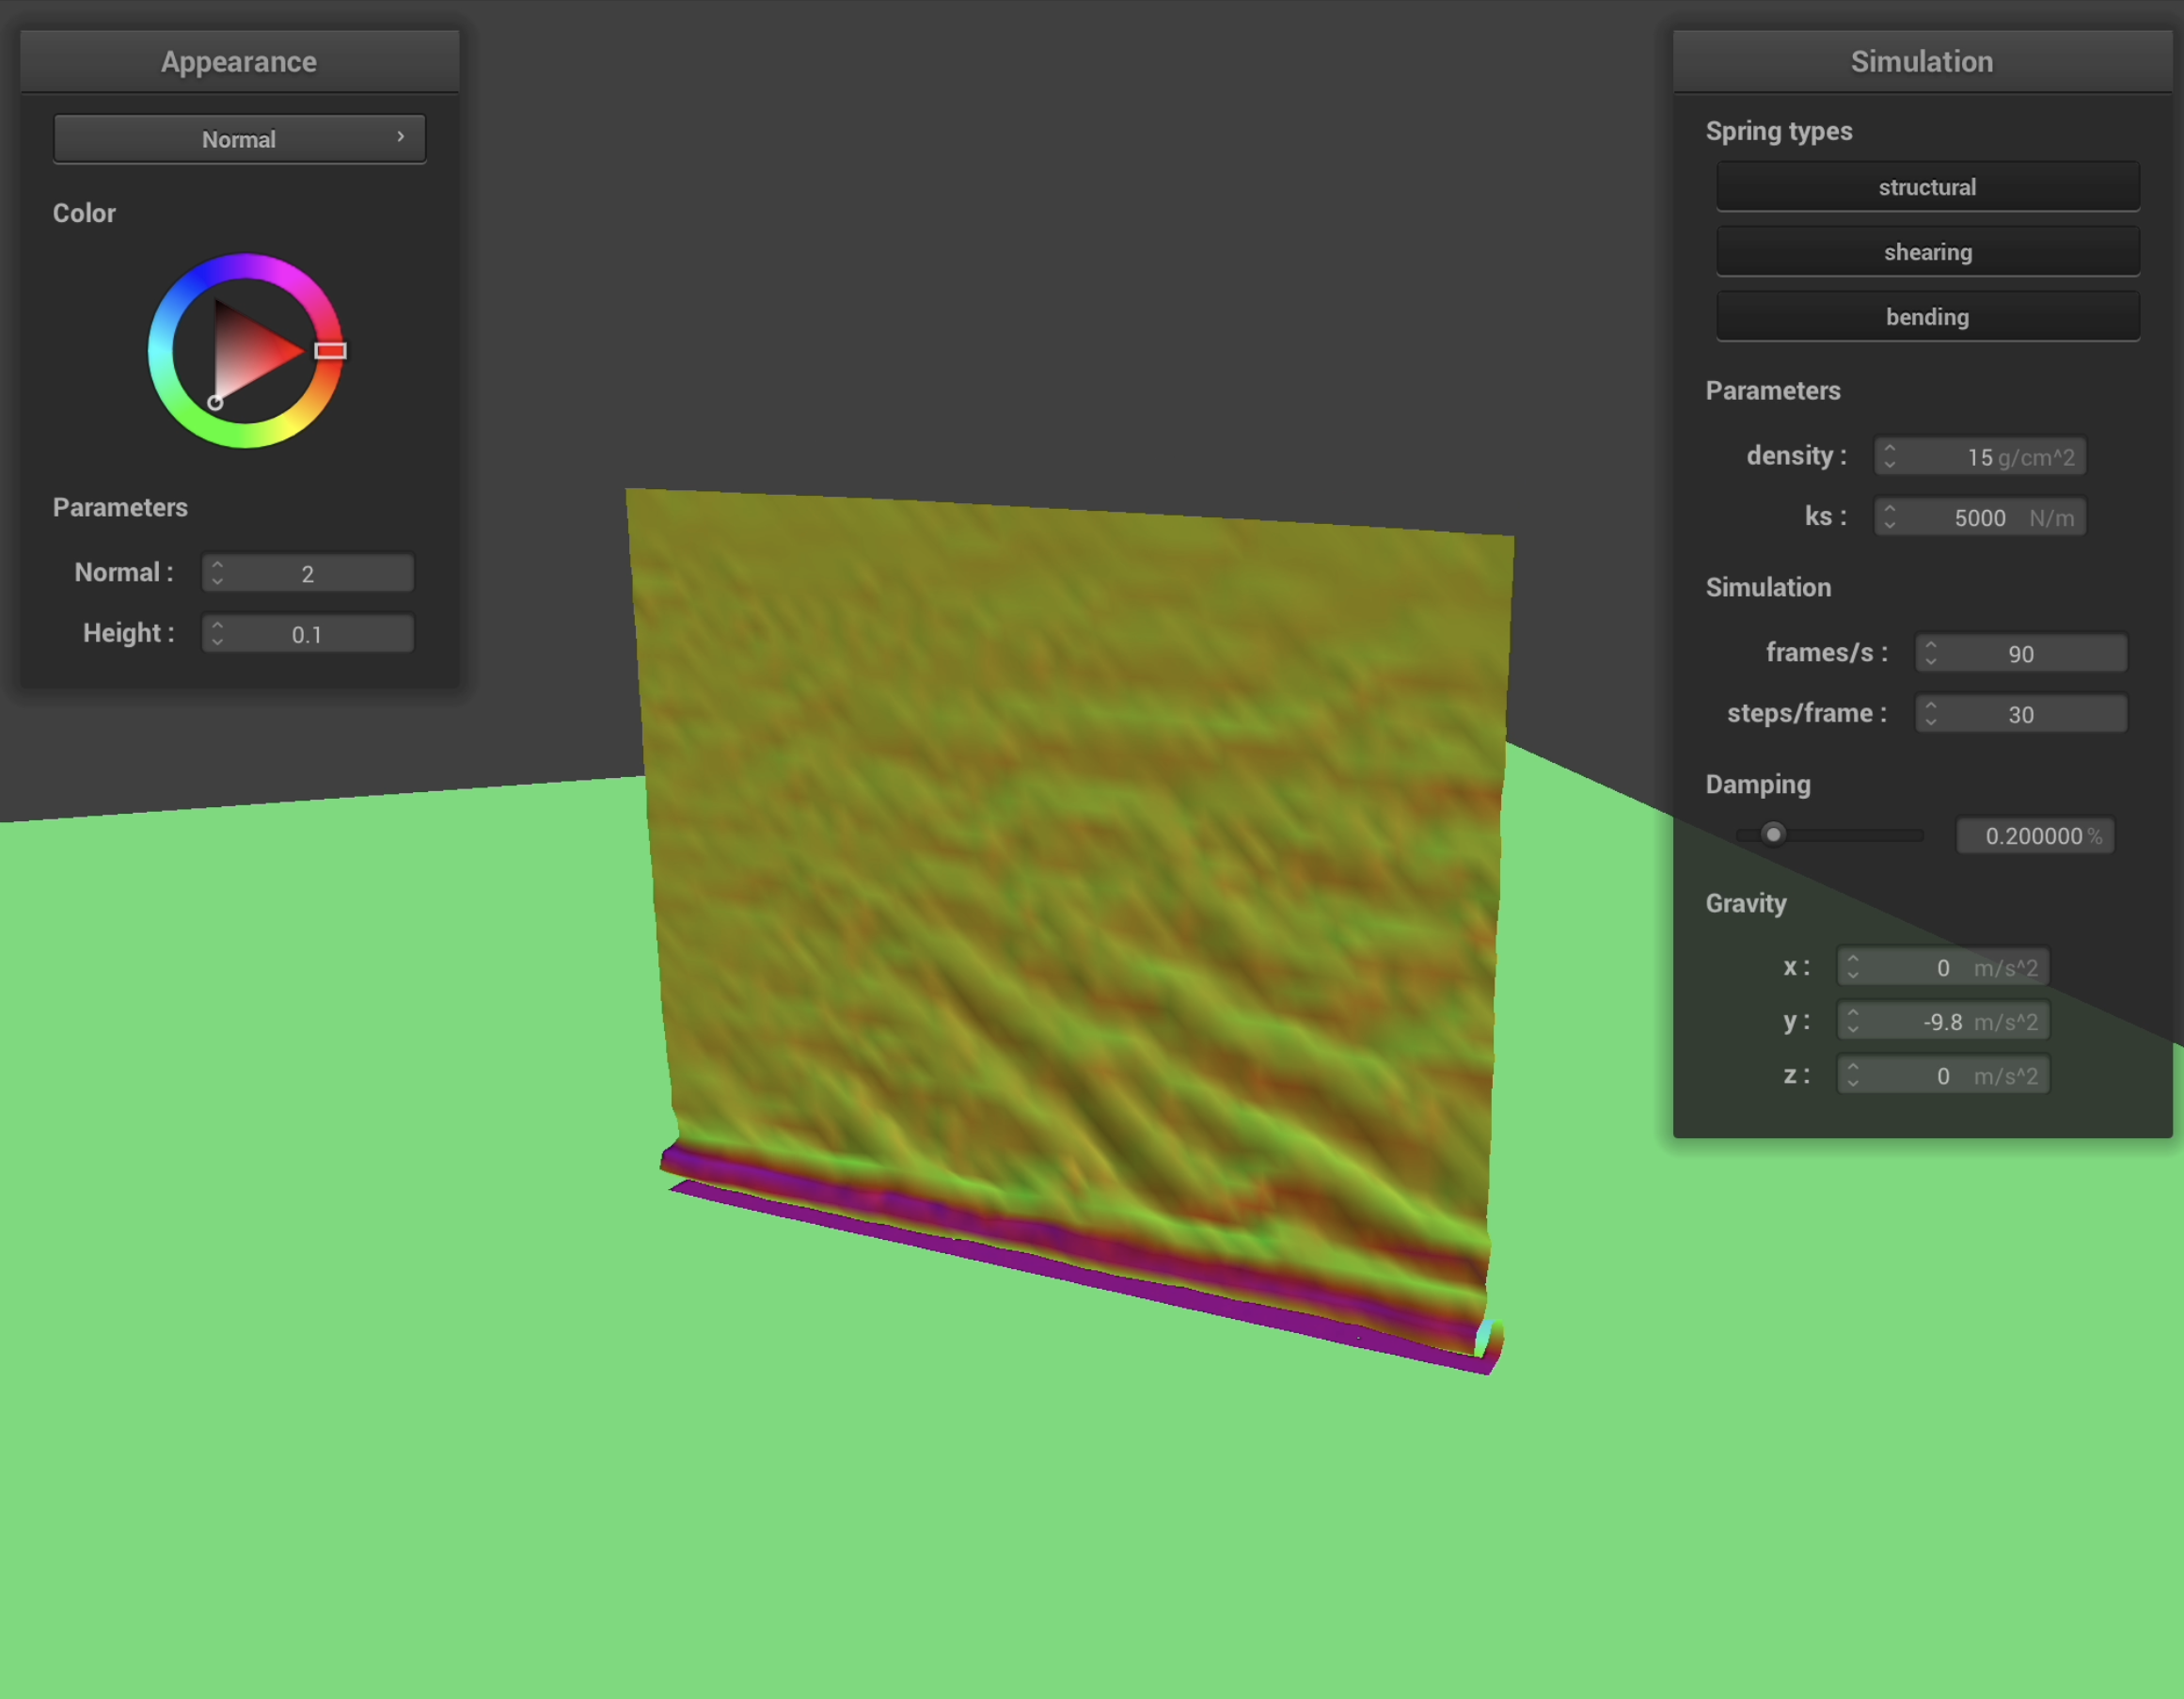 Appearance
Normal
Color
Parameters
Normal :
2
Height :
0.1
Simulation
Spring types
structural
shearing
bending
Parameters
density :
15 g/cm^2
ks :
5000 N/m
Simulation
frames/s :
90
steps/frame :
30
Damping
0.200000 %
Gravity
x :
0 m/s^2
y :
-9.8 m/s^2
z :
0 m/s^2